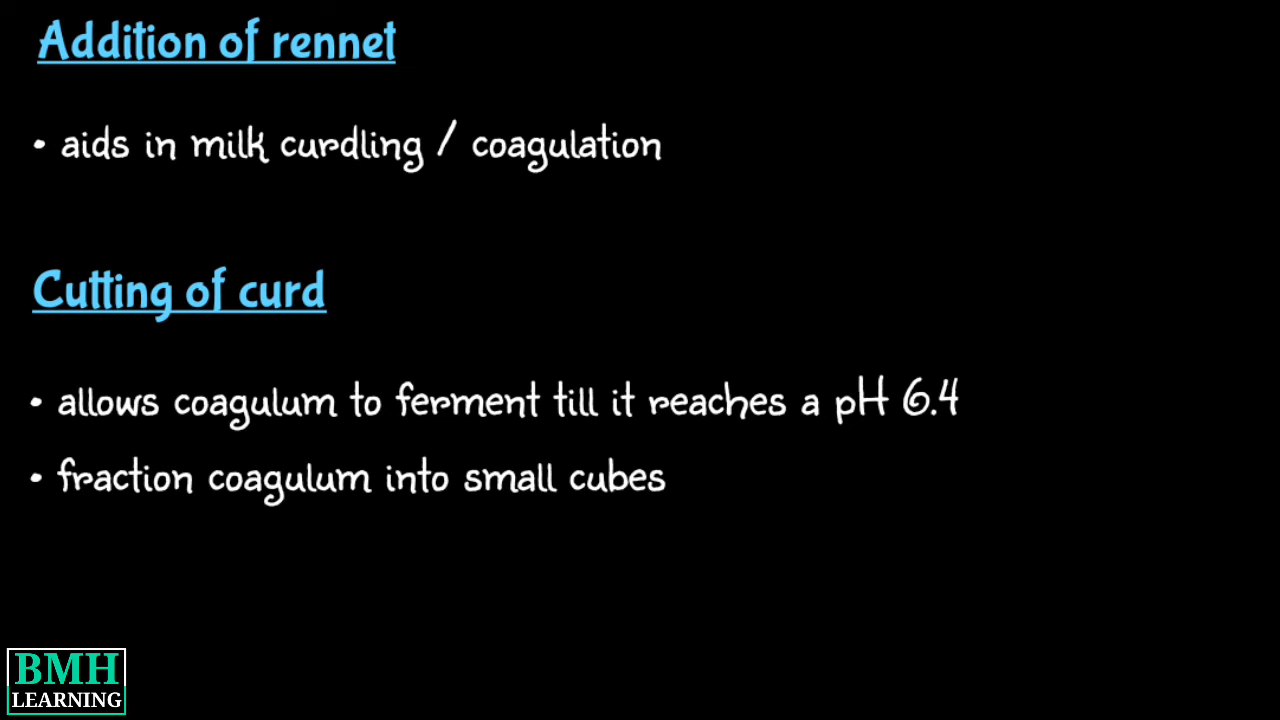 Addition of rennet
• aids in milk curdling / coagulation
Cutting of curd
• allows coagulum to ferment till it reaches a pH 6.4
• fraction coagulum into small cubes
BMH
LEARNING